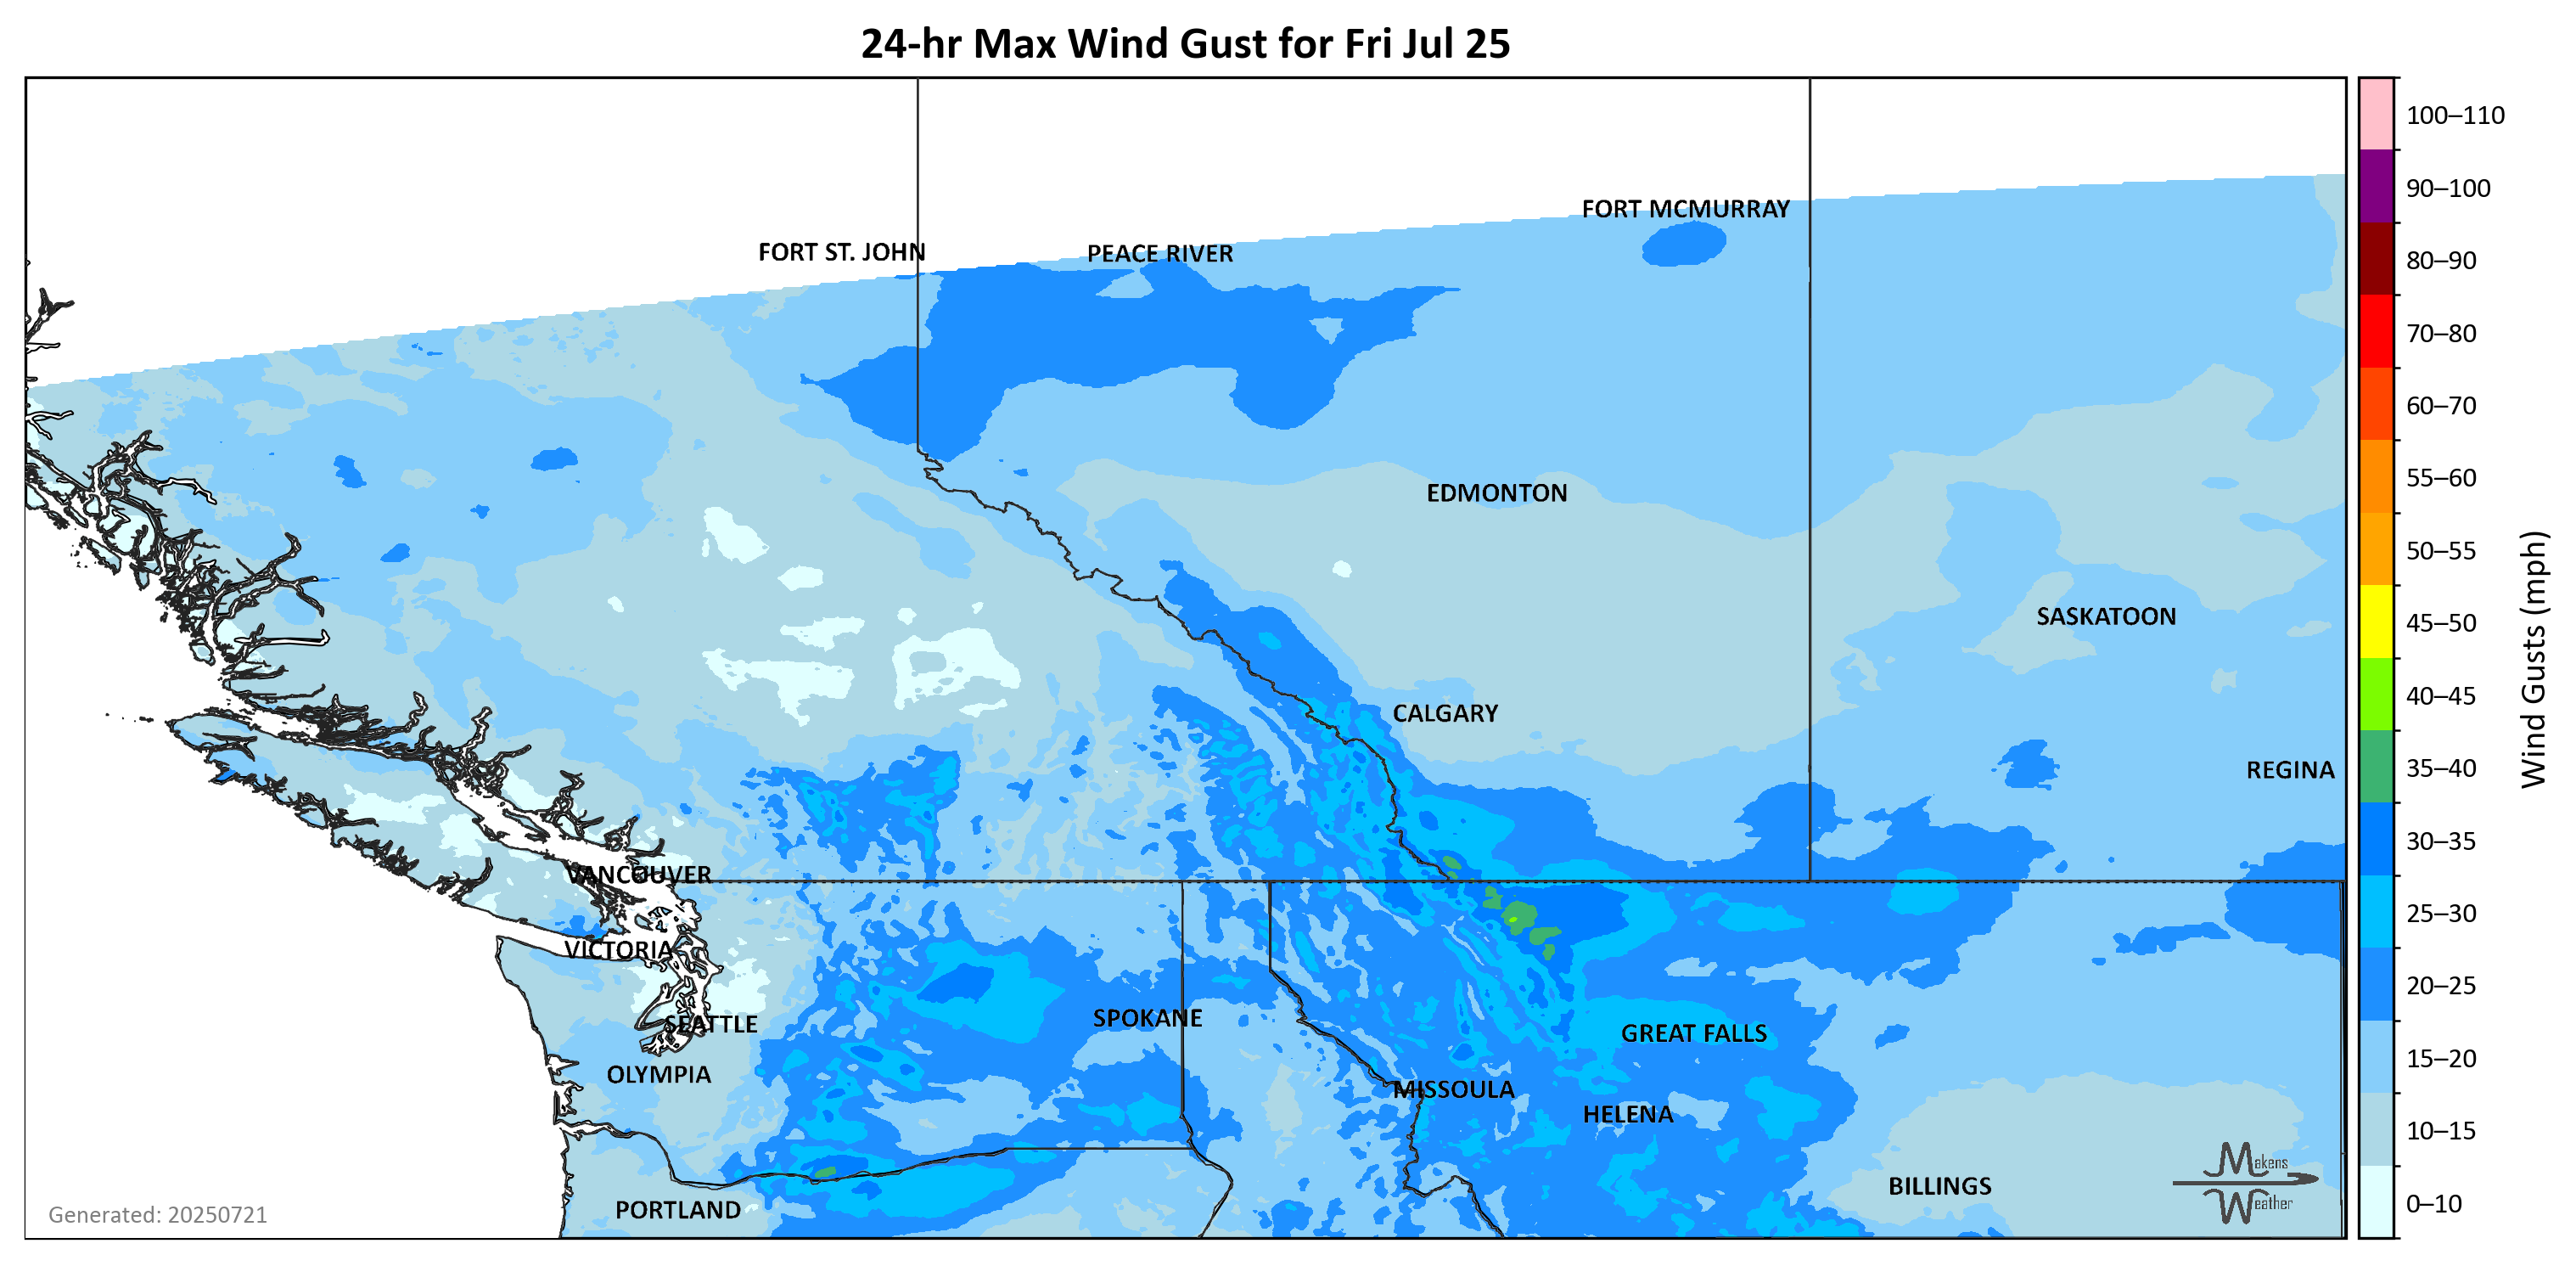 24-hr Max Wind Gust for Fri Jul 25
100–110
90–100
80–90
70–80
60–70
55–60
50–55
45–50
40–45
35–40
30–35
25–30
20–25
15–20
10–15
0–10
Wind Gusts (mph)
FORT MCMURRAY
FORT ST. JOHN
PEACE RIVER
EDMONTON
SASKATOON
CALGARY
REGINA
VANCOUVER
VICTORIA
SPOKANE
SEATTLE
GREAT FALLS
OLYMPIA
MISSOULA
HELENA
BILLINGS
PORTLAND
Makens
Weather
Generated: 20250721